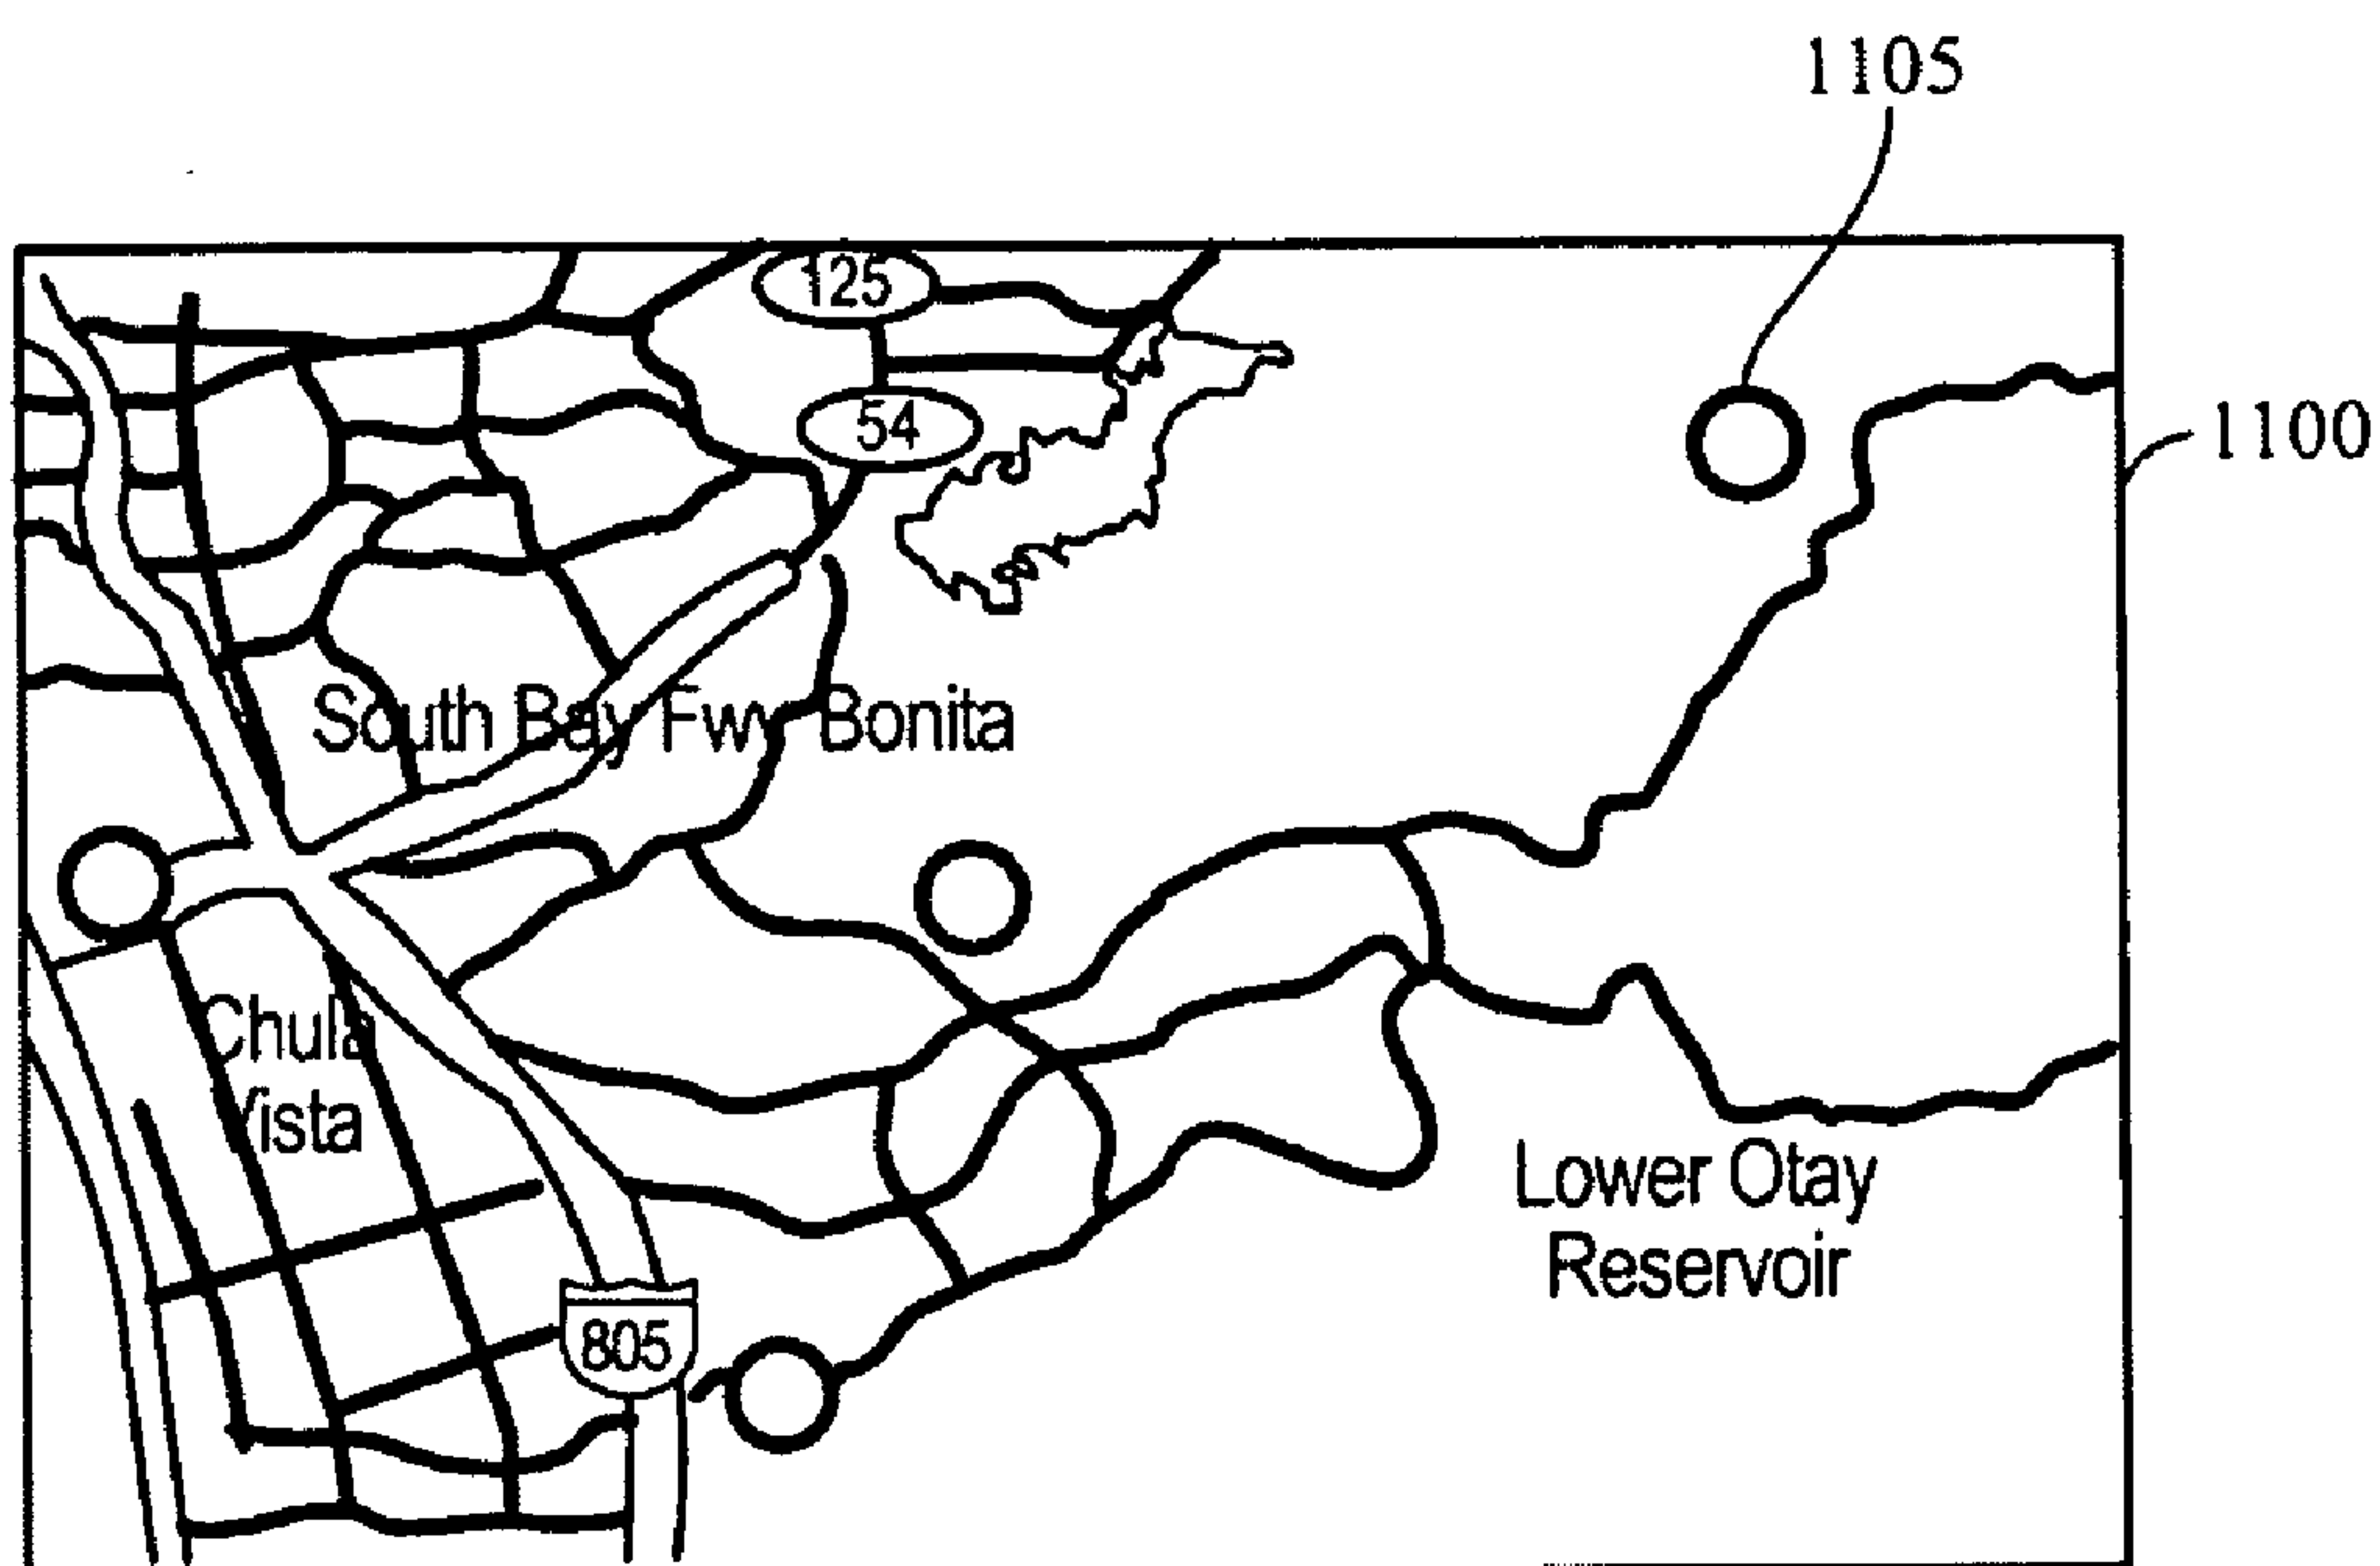 1105
125
54
1100
South Bay Fwy Bonita
Chula
Vista
Lower Otay
Reservoir
805